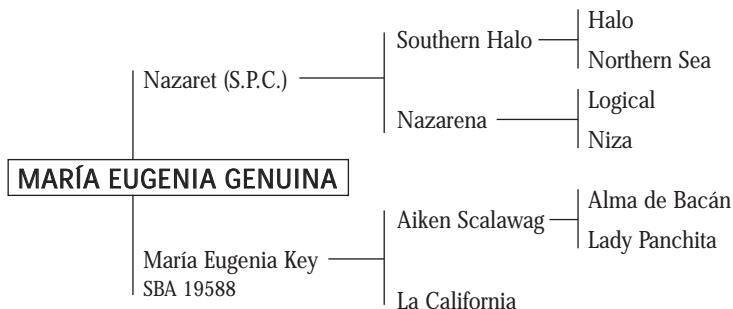 Halo
Southern Halo
Northern Sea
Nazaret (S.P.C.)
Logical
Nazarena
Niza
MARÍA EUGENIA GENUINA
Alma de Bacán
Aiken Scalawag
Lady Panchita
María Eugenia Key
SBA 19588
La California